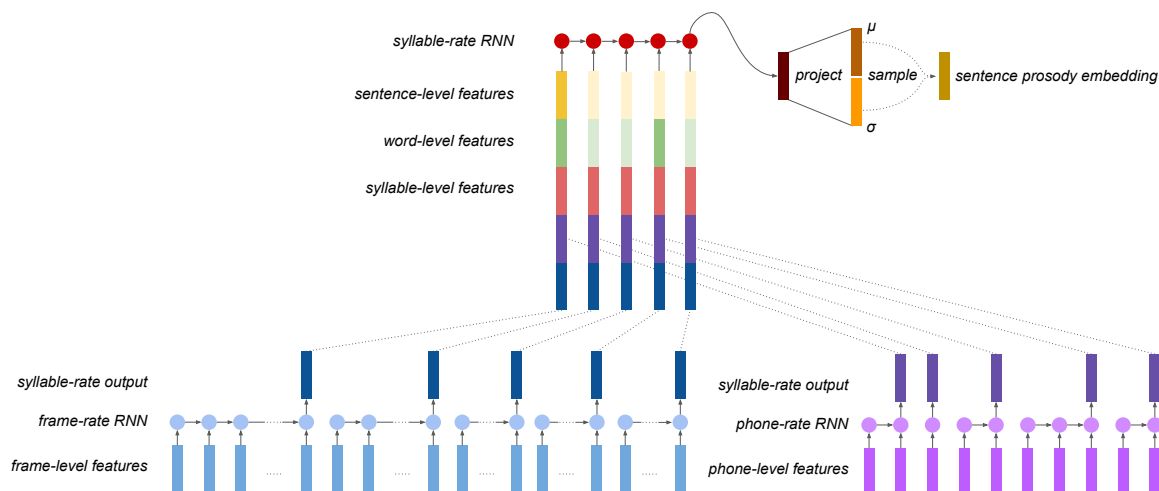 syllable-rate RNN
μ
project
sample
sentence prosody embedding
σ
sentence-level features
word-level features
syllable-level features
syllable-rate output
frame-rate RNN
frame-level features
syllable-rate output
phone-rate RNN
phone-level features